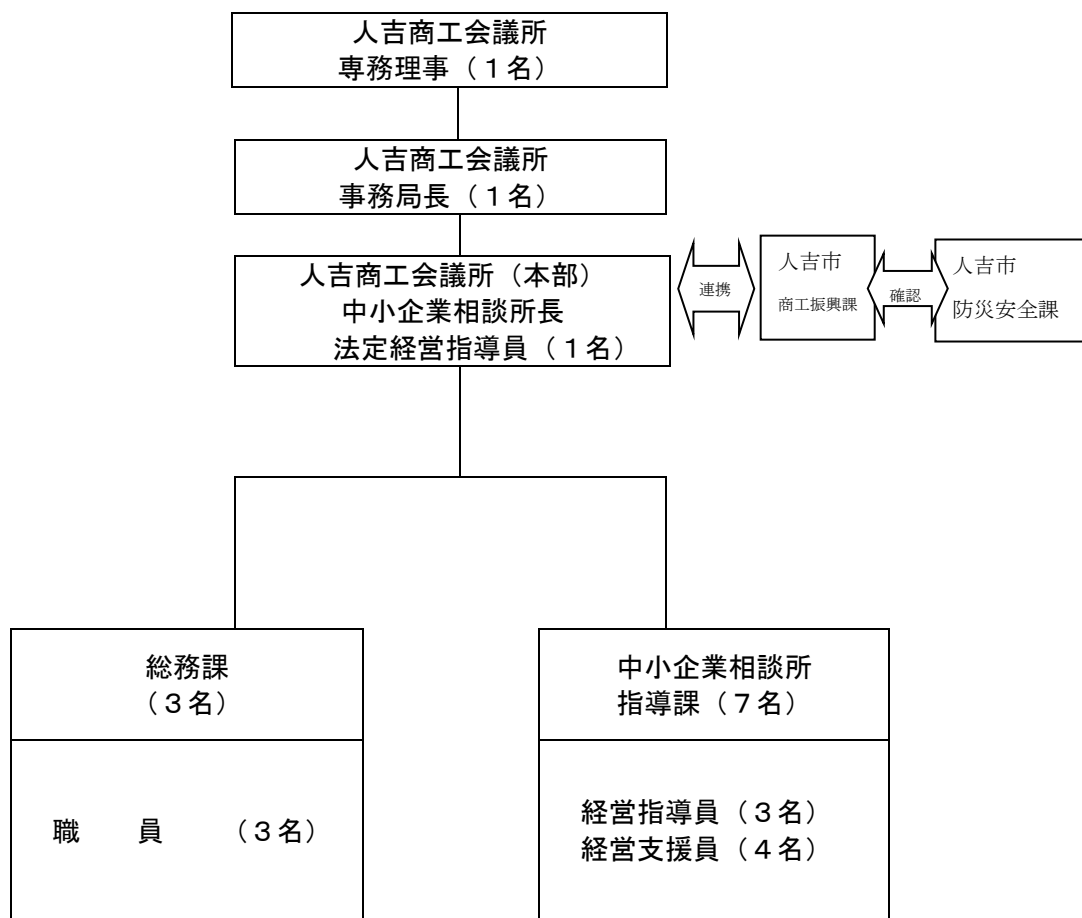 人吉商工会議所
専務理事（１名）
人吉商工会議所
事務局長（１名）
人吉商工会議所（本部）
中小企業相談所長
法定経営指導員（１名）
連携
人吉市
商工振興課
確認
人吉市
防災安全課
総務課
（３名）
職　　員　　（３名）
中小企業相談所
指導課（７名）
経営指導員（３名）
経営支援員（４名）